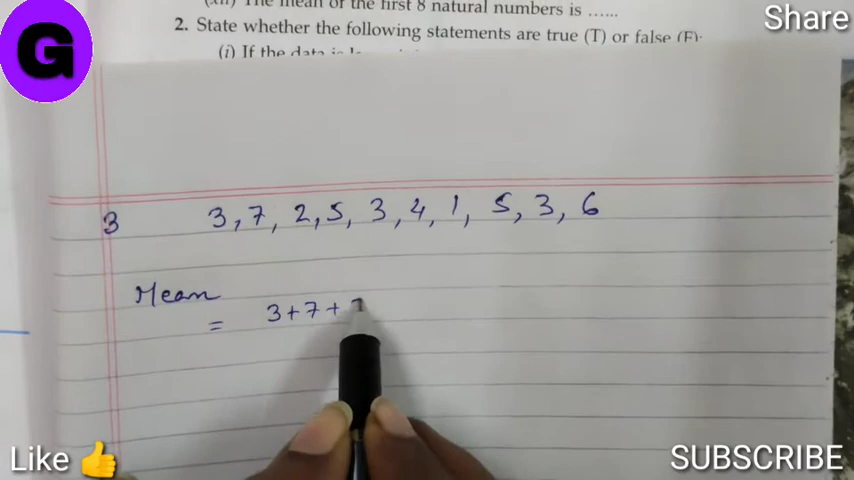 (xii) The mean of the first 8 natural numbers is ......
Share
2. State whether the following statements are true (T) or false (F):
G
(i) If the data is
3 3, 7, 2, 5, 3, 4, 1, 5, 3, 6
Mean
= 3+7+
Like 👍
SUBSCRIBE